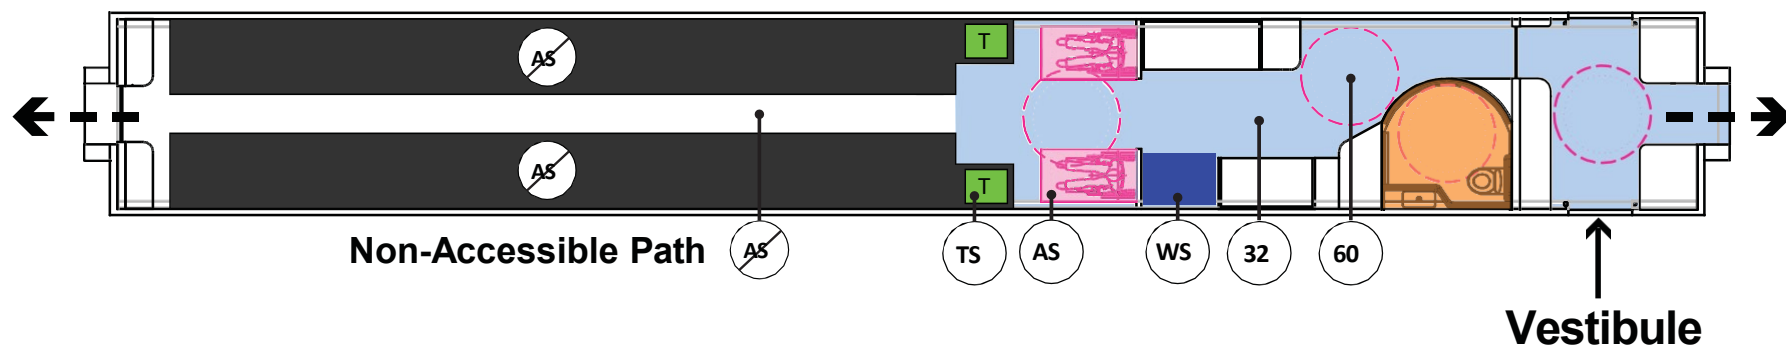 AS
T
AS
T
Non-Accessible Path
AS
TS
AS
WS
32
60
Vestibule